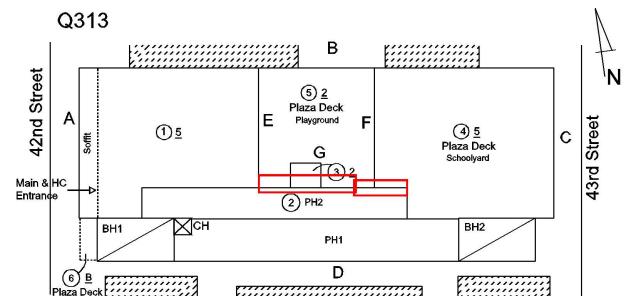 Q313
B
N
42nd Street
A
Soffit
① 5
E
⑤ 2
Plaza Deck
Playground
F
④ 5
Plaza Deck
Schoolyard
C
43rd Street
G
③ 2
Main & HC
Entrance
② PH2
BH1
CH
PH1
BH2
⑥ B
Plaza Deck
D